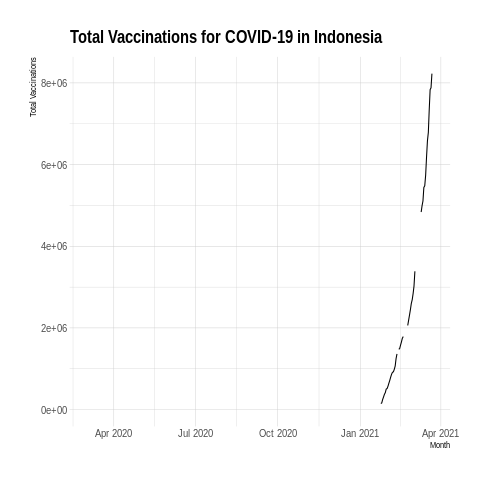 Total Vaccinations for COVID-19 in Indonesia
Total Vaccinations
8e+06
6e+06
4e+06
2e+06
0e+00
Apr 2020
Jul 2020
Oct 2020
Jan 2021
Apr 2021
Month